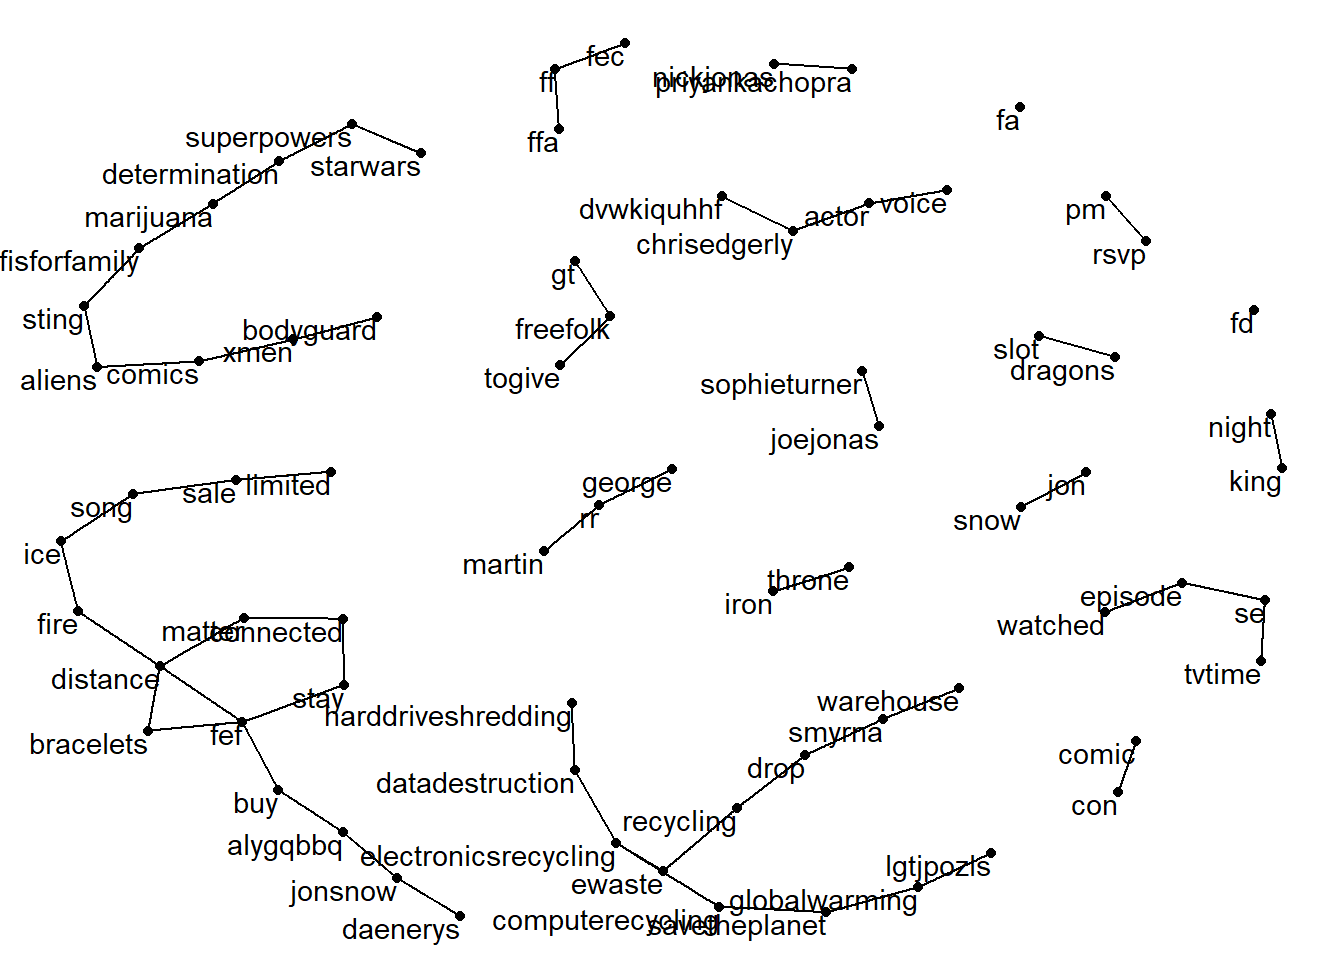 fec
ff
nickjonas
priyankachopra
ffa
fa
superpowers
starwars
determination
marijuana
fisforfamily
sting
aliens
comics
xmen
bodyguard
dvwkiquhhf
chrisedgerly
actor
voice
pm
rsvp
gt
freefolk
togive
fd
slot
dragons
sophieturner
joejonas
night
king
song
sale
limited
ice
fire
george
rr
martin
jon
snow
throne
iron
episode
watched
se
tvtime
matter
connected
distance
stay
bracelets
fef
buy
alygqbbq
jonsnow
daenerys
harddriveshredding
datadestruction
electronicsrecycling
ewaste
recycling
drop
smyrna
warehouse
computerecycling
savetheplanet
globalwarming
lgtjpozls
comic
con